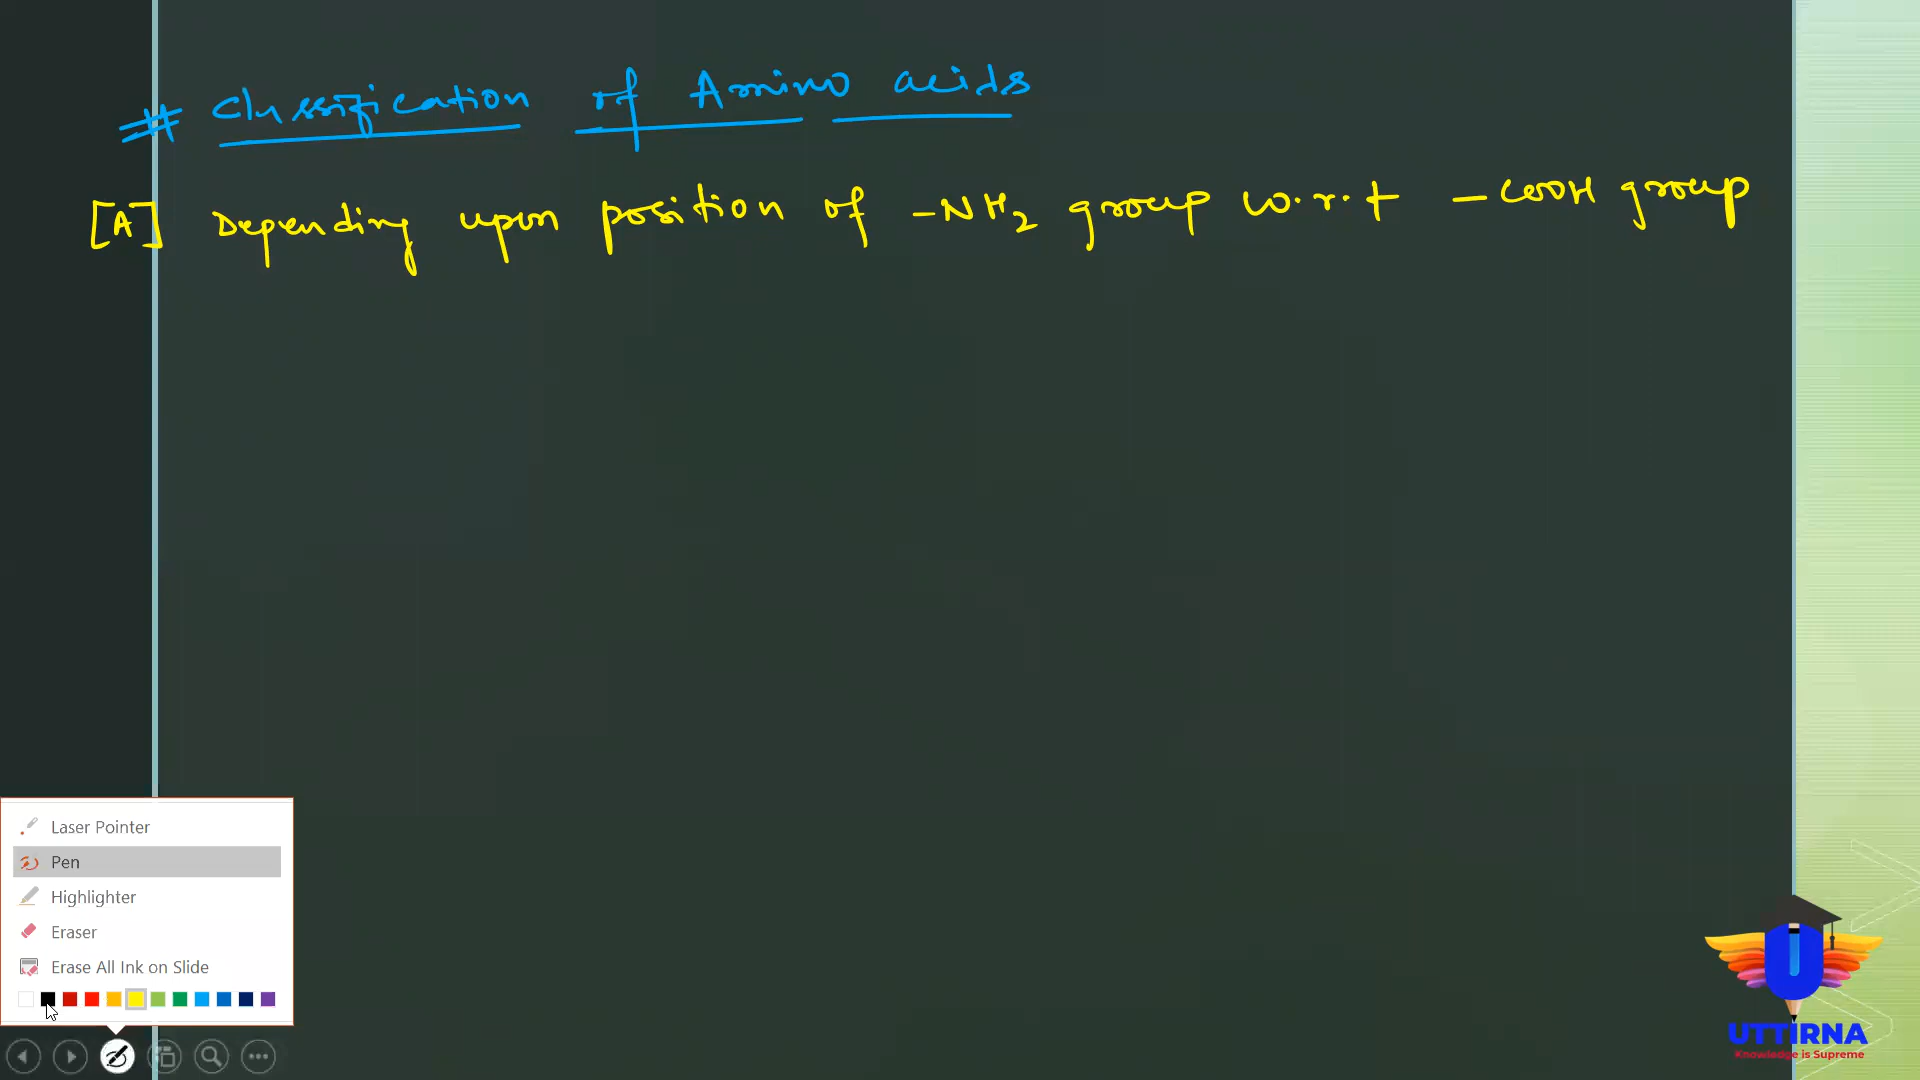 # Classification of Amino acids
[A] Depending upon position of -NH2 group w.r.t -COOH group
Laser Pointer
Pen
Highlighter
Eraser
Erase All Ink on Slide
UTTIRNA
Knowledge is Supreme